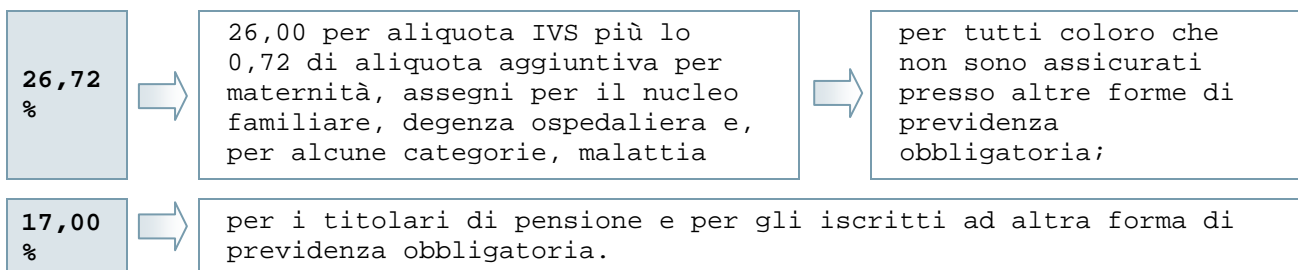 26,72
%
26,00 per aliquota IVS più lo
0,72 di aliquota aggiuntiva per
maternità, assegni per il nucleo
familiare, degenza ospedaliera e,
per alcune categorie, malattia
per tutti coloro che
non sono assicurati
presso altre forme di
previdenza
obbligatoria;
17,00
%
per i titolari di pensione e per gli iscritti ad altra forma di
previdenza obbligatoria.